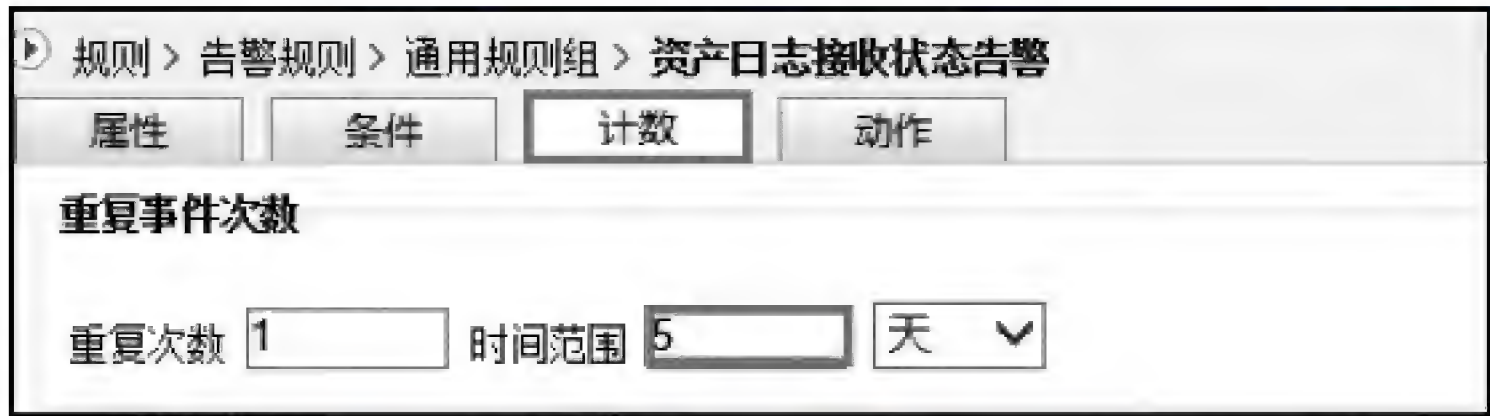 规则 > 告警规则 > 通用规则组 > 资产日志接收状态告警
属性 条件 计数 动作
重复事件次数
重复次数 1 时间范围 5 天